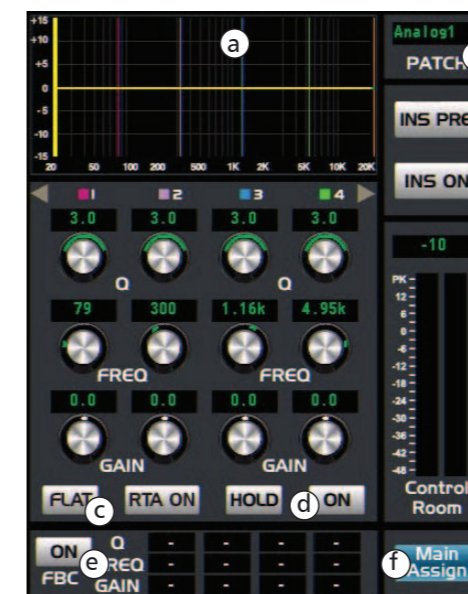 +15
+10
+5
0
-5
-10
-15
20 50 100 200 500 1K 2K 5K 10K 20K
a
Analog1
PATCH
INS PRE
INS ON
1 2 3 4
3.0 3.0 3.0 3.0
Q Q
79 300 1.16k 4.95k
FREQ FREQ
0.0 0.0 0.0 0.0
GAIN GAIN
FLAT RTA ON HOLD ON
c d
-10
PK
12
6
0
-6
-12
-18
-24
-30
-36
-42
-48
Control
Room
ON
FBC
e
Q - - - -
FREQ - - - -
GAIN - - - -
f
Main
Assign